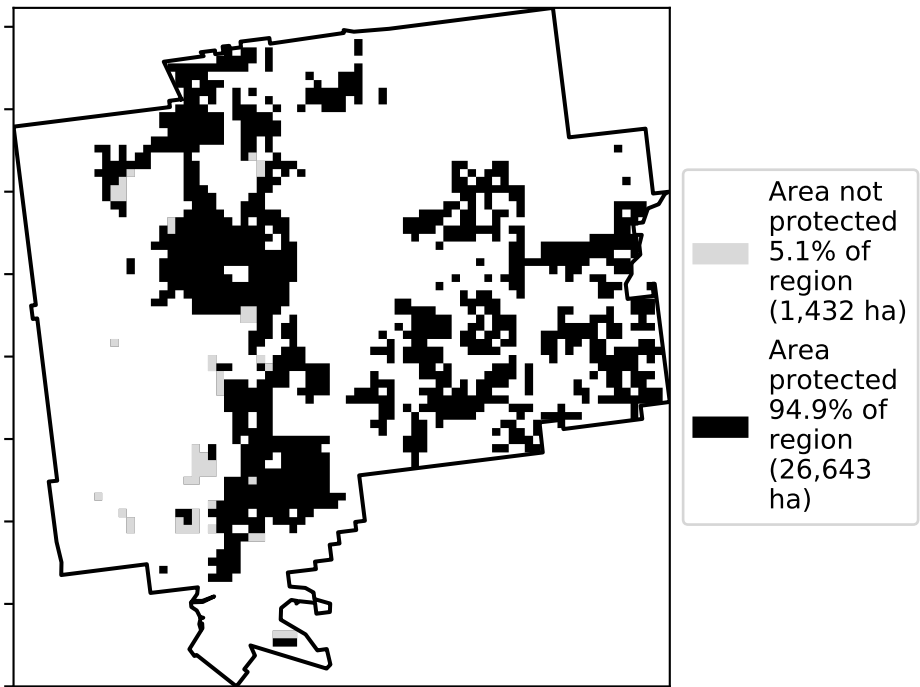 Area not
protected
5.1% of
region
(1,432 ha)
Area
protected
94.9% of
region
(26,643
ha)